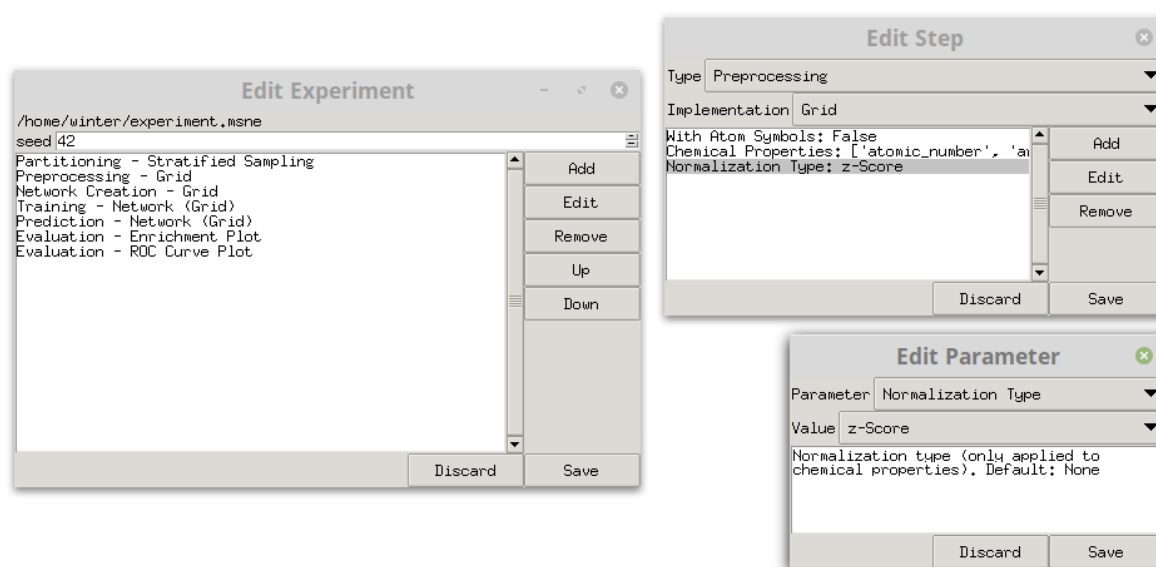 Edit Experiment
/home/winter/experiment.msne
seed 42
Partitioning - Stratified Sampling
Preprocessing - Grid
Network Creation - Grid
Training - Network (Grid)
Prediction - Network (Grid)
Evaluation - Enrichment Plot
Evaluation - ROC Curve Plot
Add
Edit
Remove
Up
Down
Discard Save
Edit Step
Type Preprocessing
Implementation Grid
With Atom Symbols: False
Chemical Properties: ['atomic_number', 'a
Normalization Type: z-Score
Add
Edit
Remove
Discard Save
Edit Parameter
Parameter Normalization Type
Value z-Score
Normalization type (only applied to
chemical properties). Default: None
Discard Save